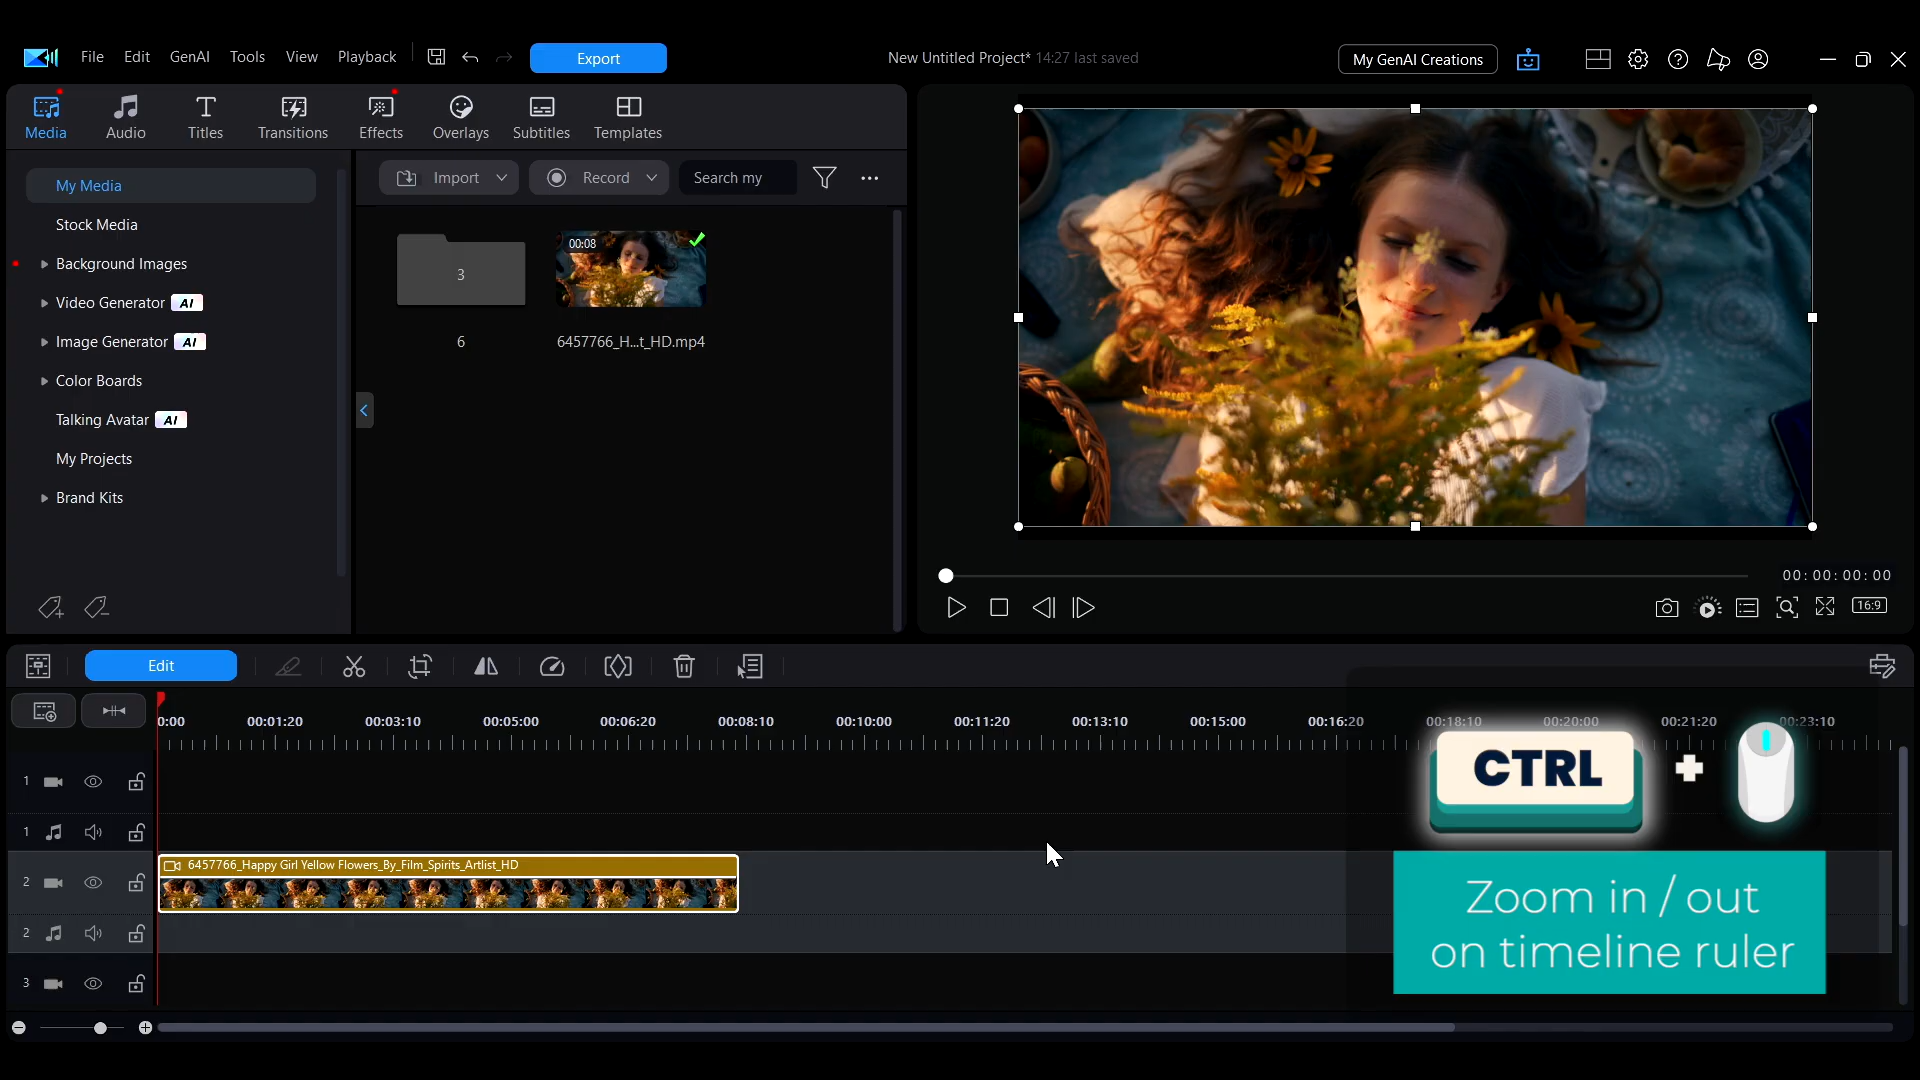 File Edit GenAI Tools View Playback Export New Untitled Project* 14:27 last saved My GenAI Creations
Media Audio Titles Transitions Effects Overlays Subtitles Templates
My Media
Stock Media
Background Images
Video Generator AI
Image Generator AI
Color Boards
Talking Avatar AI
My Projects
Brand Kits
Import Record Search my
3
6
00:08
6457766_H...t_HD.mp4
00:00:00:00
16:9
Edit
0:00 00:01:20 00:03:10 00:05:00 00:06:20 00:08:10 00:10:00 00:11:20 00:13:10 00:15:00 00:16:20 00:18:10 00:20:00 00:21:20 00:23:10
1
1
2
6457766_Happy Girl Yellow Flowers_By_Film_Spirits_Artlist_HD
2
3
CTRL +
Zoom in / out
on timeline ruler